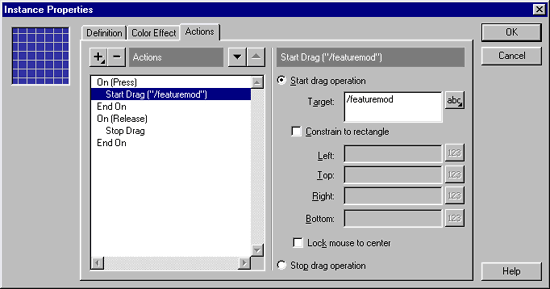 Instance Properties
Definition Color Effect Actions
OK
Cancel
Actions
On (Press)
Start Drag ("/featuremod")
End On
On (Release)
Stop Drag
End On
Start Drag ("/featuremod")
Start drag operation
Target: /featuremod abc
Constrain to rectangle
Left: 123
Top: 123
Right: 123
Bottom: 123
Lock mouse to center
Stop drag operation
Help